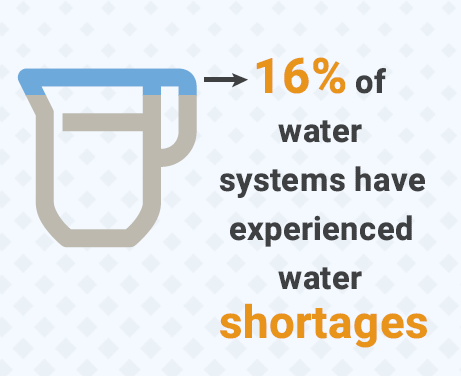 16% of
water
systems have
experienced
water
shortages